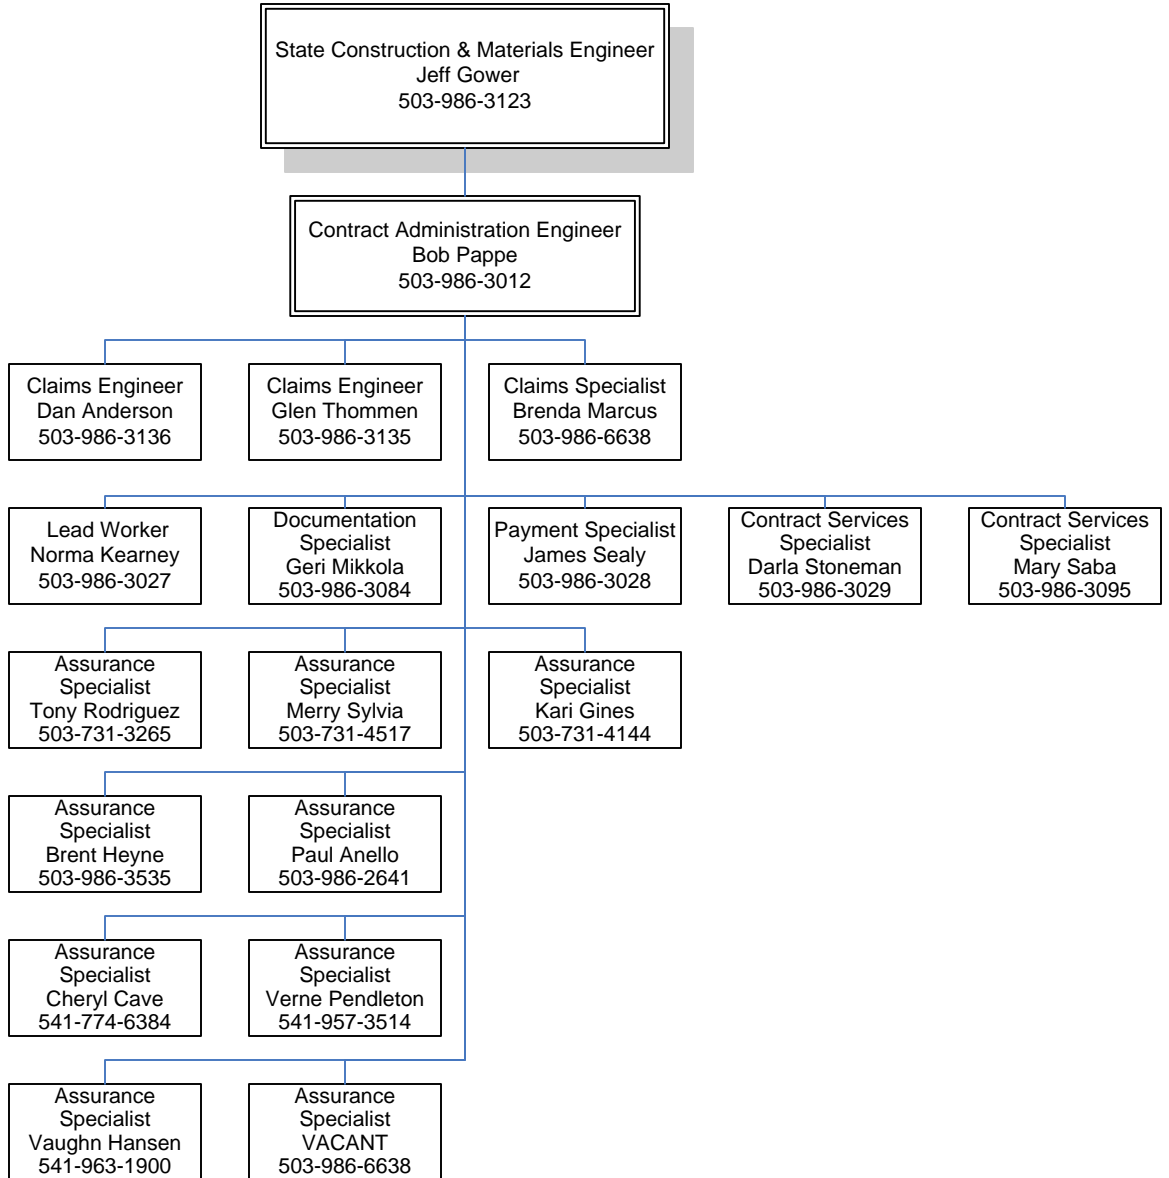 State Construction & Materials Engineer
Jeff Gower
503-986-3123
Contract Administration Engineer
Bob Pappe
503-986-3012
Claims Engineer
Dan Anderson
503-986-3136
Claims Engineer
Glen Thommen
503-986-3135
Claims Specialist
Brenda Marcus
503-986-6638
Lead Worker
Norma Kearney
503-986-3027
Documentation
Specialist
Geri Mikkola
503-986-3084
Payment Specialist
James Sealy
503-986-3028
Contract Services
Specialist
Darla Stoneman
503-986-3029
Contract Services
Specialist
Mary Saba
503-986-3095
Assurance
Specialist
Tony Rodriguez
503-731-3265
Assurance
Specialist
Merry Sylvia
503-731-4517
Assurance
Specialist
Kari Gines
503-731-4144
Assurance
Specialist
Brent Heyne
503-986-3535
Assurance
Specialist
Paul Anello
503-986-2641
Assurance
Specialist
Cheryl Cave
541-774-6384
Assurance
Specialist
Verne Pendleton
541-957-3514
Assurance
Specialist
Vaughn Hansen
541-963-1900
Assurance
Specialist
VACANT
503-986-6638